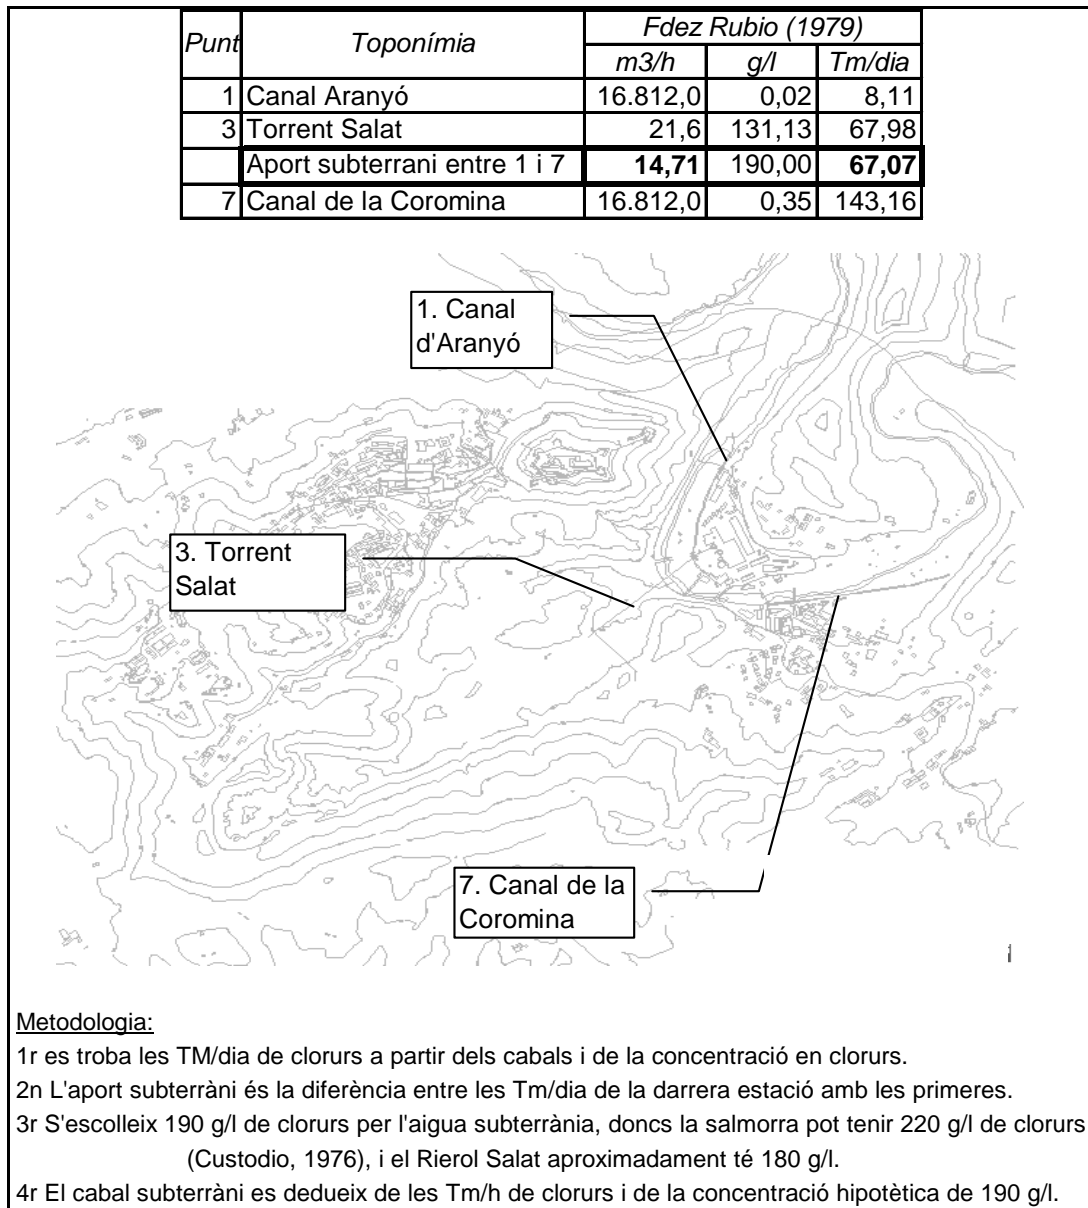 Punt Toponímia Fdez Rubio (1979)
m3/h g/l Tm/dia
1 Canal Aranyó 16.812,0 0,02 8,11
3 Torrent Salat 21,6 131,13 67,98
Aport subterrani entre 1 i 7 14,71 190,00 67,07
7 Canal de la Coromina 16.812,0 0,35 143,16
1. Canal
d'Aranyó
3. Torrent
Salat
7. Canal de la
Coromina
Metodologia:
1r es troba les TM/dia de clorurs a partir dels cabals i de la concentració en clorurs.
2n L'aport subterràni és la diferència entre les Tm/dia de la darrera estació amb les primeres.
3r S'escolleix 190 g/l de clorurs per l'aigua subterrània, doncs la salmorra pot tenir 220 g/l de clorurs
(Custodio, 1976), i el Rierol Salat aproximadament té 180 g/l.
4r El cabal subterràni es dedueix de les Tm/h de clorurs i de la concentració hipotètica de 190 g/l.